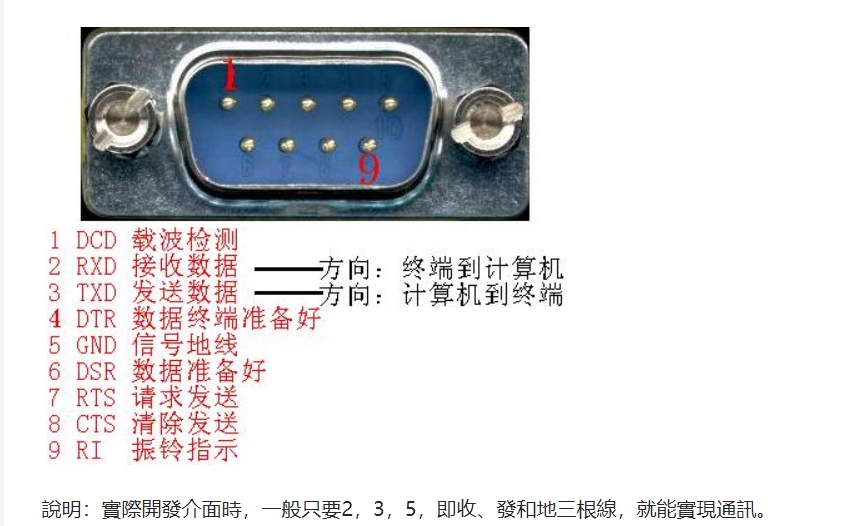 1
9
1 DCD 载波检测
2 RXD 接收数据 方向：终端到计算机
3 TXD 发送数据 方向：计算机到终端
4 DTR 数据终端准备好
5 GND 信号地线
6 DSR 数据准备好
7 RTS 请求发送
8 CTS 清除发送
9 RI 振铃指示
說明：實際開發介面時，一般只要2，3，5，即收、發和地三根線，就能實現通訊。